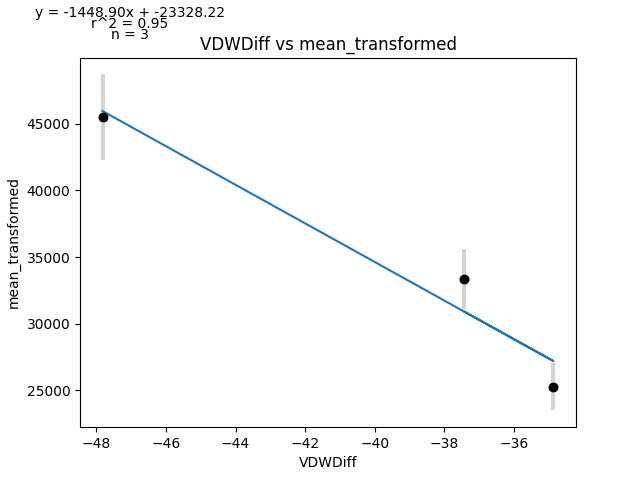 y = -1448.90x + -23328.22
r^2 = 0.95
n = 3
VDWDiff vs mean_transformed
mean_transformed
45000
40000
35000
30000
25000
−48
−46
−44
−42
−40
−38
−36
VDWDiff